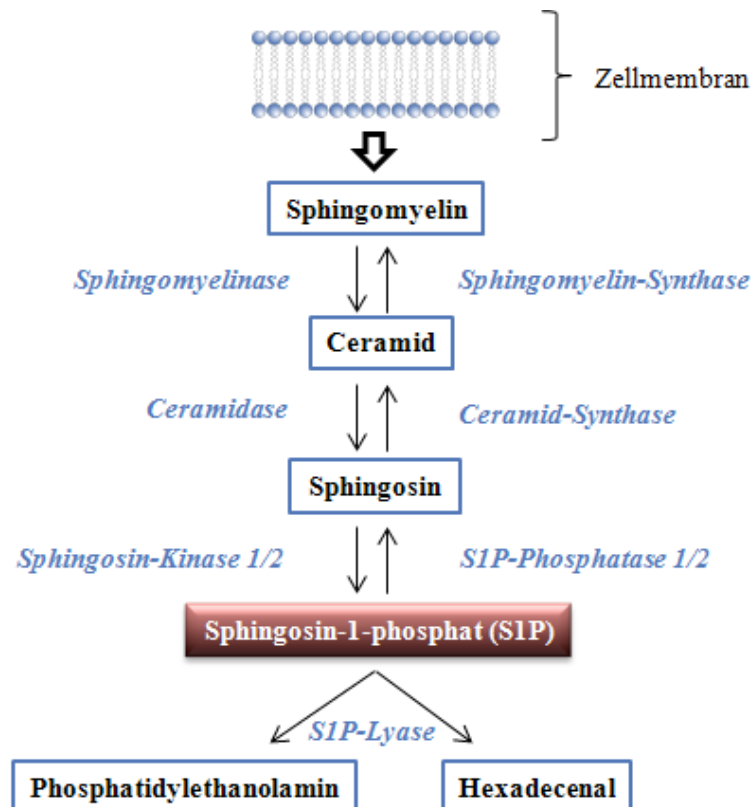 Zellmembran
Sphingomyelin
Sphingomyelinase
Sphingomyelin-Synthase
Ceramid
Ceramidase
Ceramid-Synthase
Sphingosin
Sphingosin-Kinase 1/2
S1P-Phosphatase 1/2
Sphingosin-1-phosphat (S1P)
S1P-Lyase
Phosphatidylethanolamin
Hexadecenal